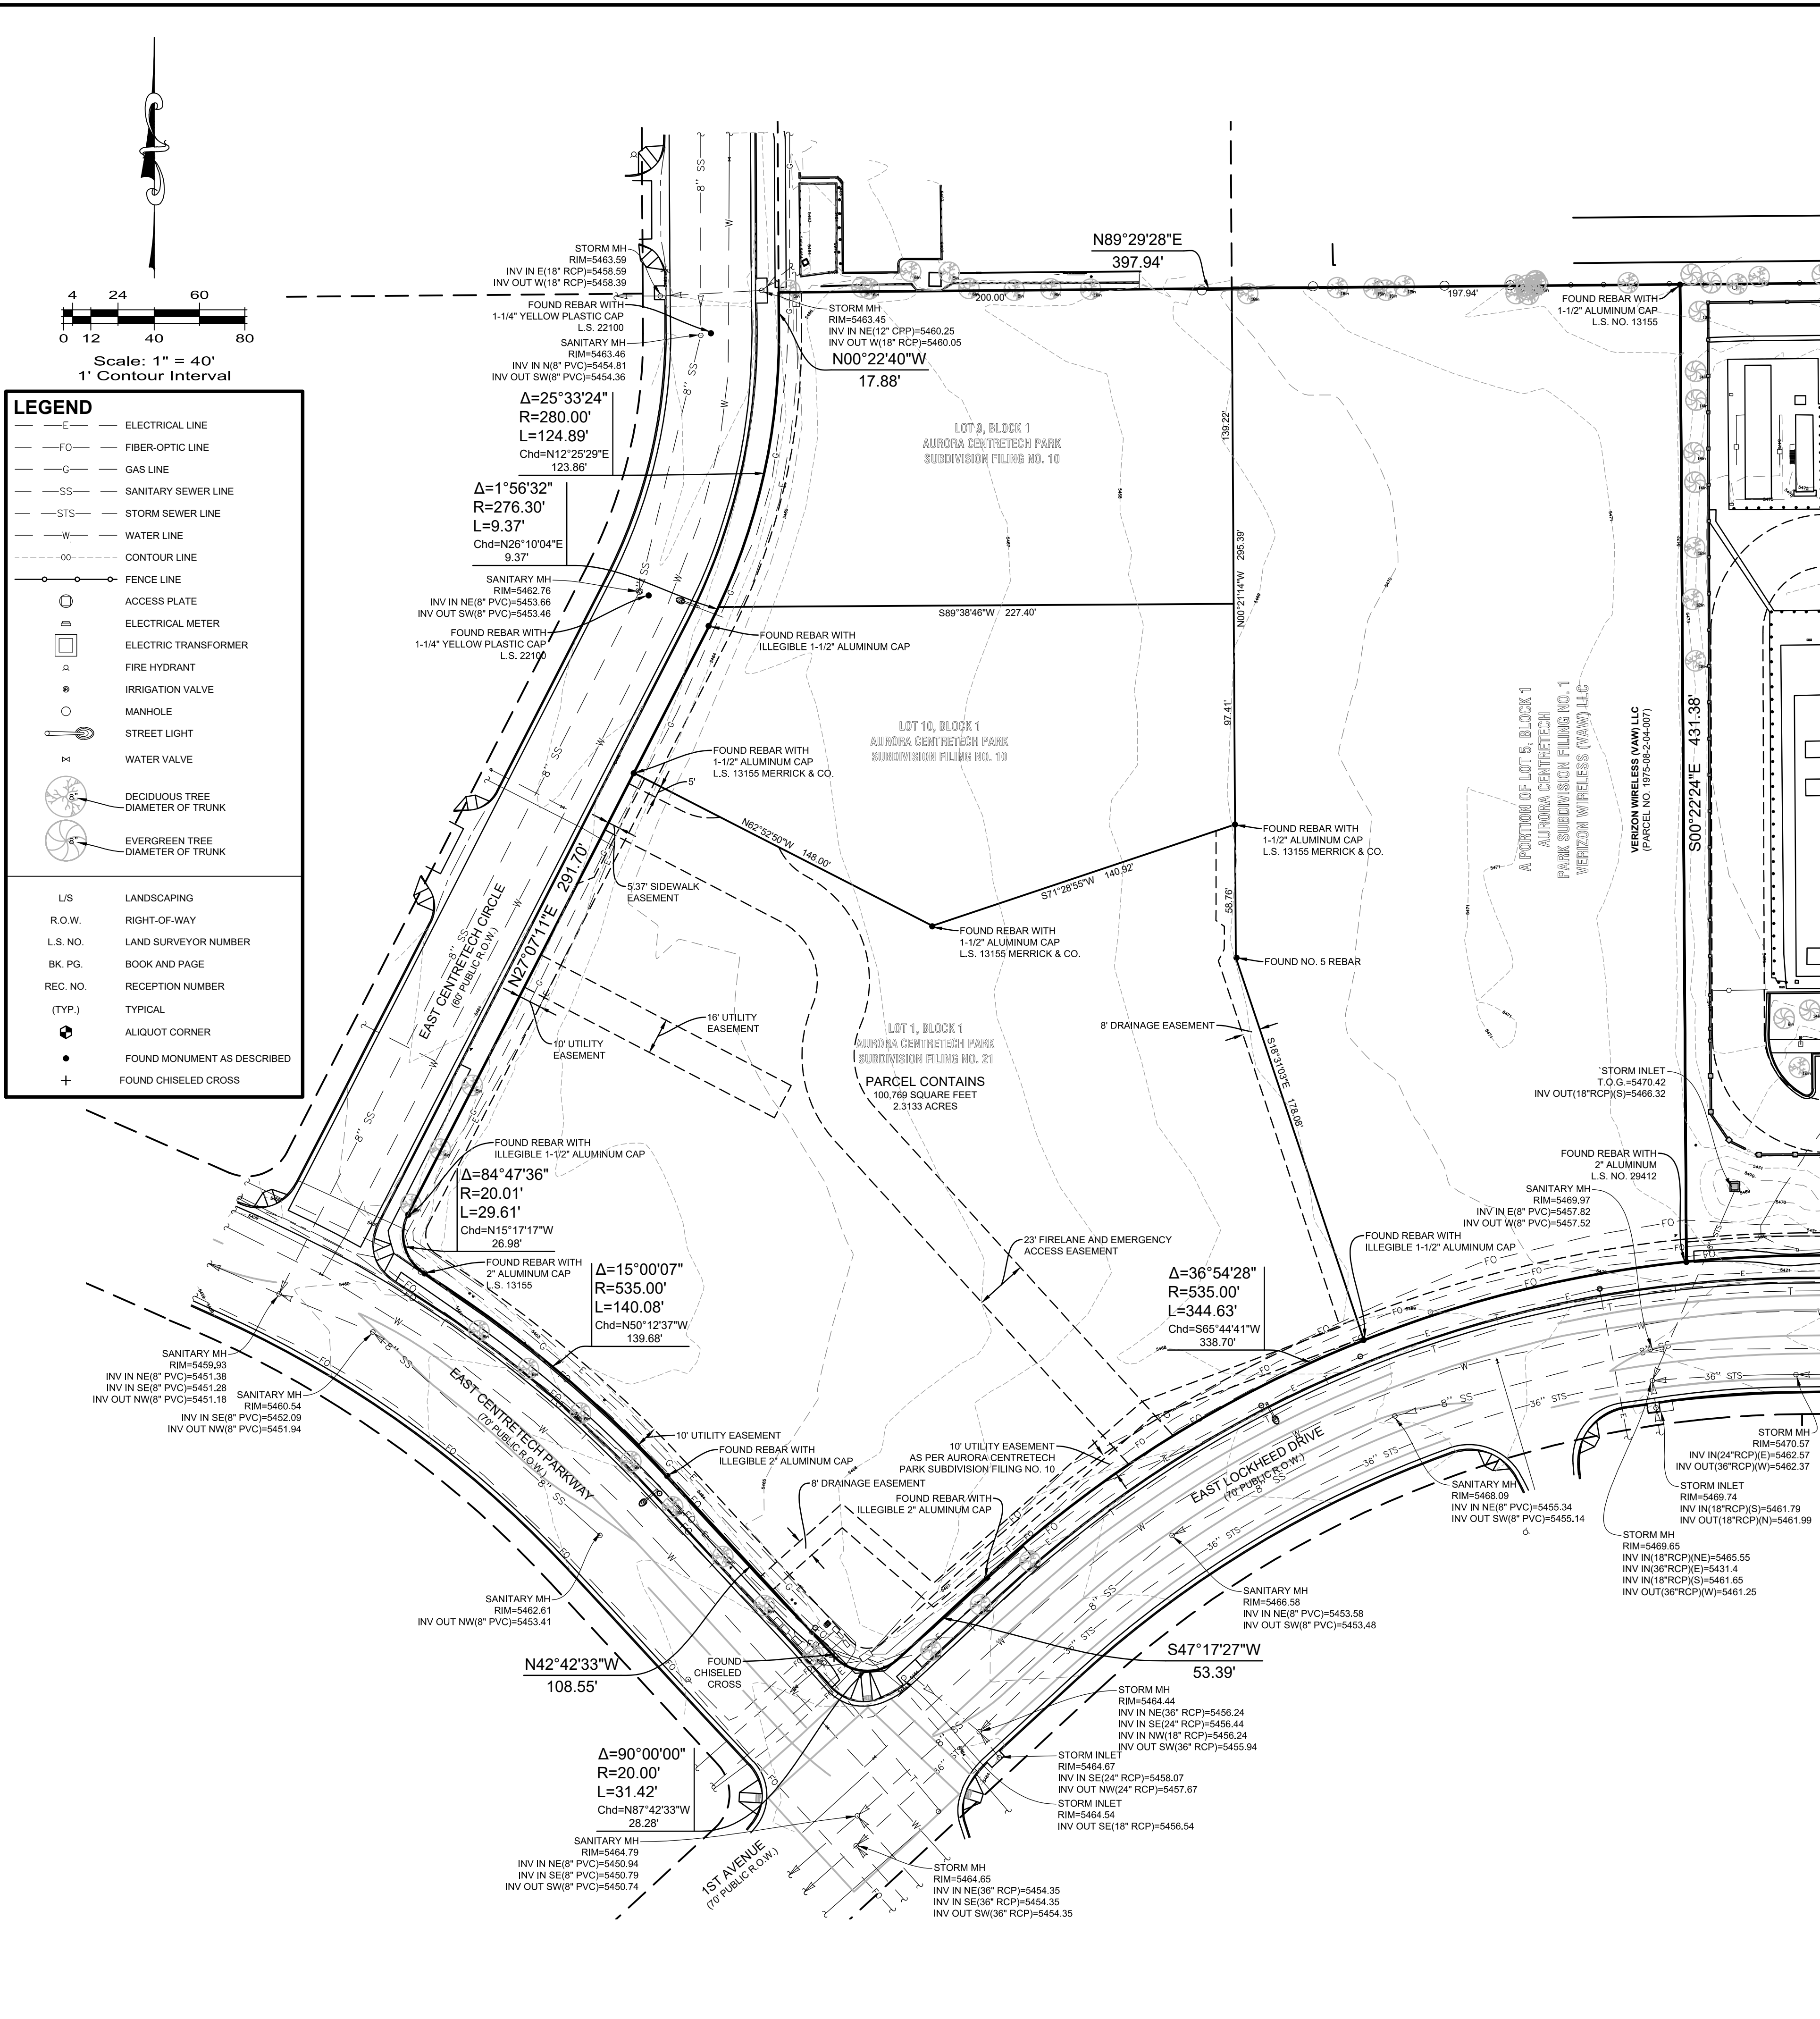 N89°29'28"E
397.94'
STORM MH
RIM=5463.59
INV IN E(18" RCP)=5458.59
INV OUT W(18" RCP)=5458.39
FOUND REBAR WITH
1-1/4" YELLOW PLASTIC CAP
L.S. 22100
SANITARY MH
RIM=5463.46
INV IN N(8" PVC)=5454.81
INV OUT SW(8" PVC)=5454.36
8" SS
W
G
200.00'
197.94'
STORM MH
RIM=5463.45
INV IN NE(12" CPP)=5460.25
INV OUT W(18" RCP)=5460.05
N00°22'40"W
17.88'
FOUND REBAR WITH
1-1/2" ALUMINUM CAP
L.S. NO. 13155
4 24 60
0 12 40 80
Scale: 1" = 40'
1' Contour Interval
LEGEND
E ELECTRICAL LINE
FO FIBER-OPTIC LINE
G GAS LINE
SS SANITARY SEWER LINE
STS STORM SEWER LINE
W WATER LINE
00 CONTOUR LINE
FENCE LINE
ACCESS PLATE
ELECTRICAL METER
ELECTRIC TRANSFORMER
FIRE HYDRANT
IRRIGATION VALVE
MANHOLE
STREET LIGHT
WATER VALVE
8" DECIDUOUS TREE
DIAMETER OF TRUNK
8" EVERGREEN TREE
DIAMETER OF TRUNK
L/S LANDSCAPING
R.O.W. RIGHT-OF-WAY
L.S. NO. LAND SURVEYOR NUMBER
BK. PG. BOOK AND PAGE
REC. NO. RECEPTION NUMBER
(TYP.) TYPICAL
ALIQUOT CORNER
FOUND MONUMENT AS DESCRIBED
FOUND CHISELED CROSS
Δ=25°33'24"
R=280.00'
L=124.89'
Chd=N12°25'29"E
123.86'
Δ=1°56'32"
R=276.30'
L=9.37'
Chd=N26°10'04"E
9.37'
SANITARY MH
RIM=5462.76
INV IN NE(8" PVC)=5453.66
INV OUT SW(8" PVC)=5453.46
FOUND REBAR WITH
1-1/4" YELLOW PLASTIC CAP
L.S. 22100
LOT 9, BLOCK 1
AURORA CENTRETECH PARK
SUBDIVISION FILING NO. 10
139.22'
N00°21'14"W 295.39'
S89°38'46"W 227.40'
FOUND REBAR WITH
ILLEGIBLE 1-1/2" ALUMINUM CAP
97.41'
LOT 10, BLOCK 1
AURORA CENTRETECH PARK
SUBDIVISION FILING NO. 10
A PORTION OF LOT 5, BLOCK 1
AURORA CENTRETECH
PARK SUBDIVISION FILING NO. 1
VERIZON WIRELESS (VAW) LLC
VERIZON WIRELESS (VAW) LLC
(PARCEL NO. 1975-08-2-04-007)
S00°22'24"E 431.38'
FOUND REBAR WITH
1-1/2" ALUMINUM CAP
L.S. 13155 MERRICK & CO.
5'
N62°52'50"W 148.00'
S71°28'55"W 140.92'
FOUND REBAR WITH
1-1/2" ALUMINUM CAP
L.S. 13155 MERRICK & CO.
58.76'
5.37' SIDEWALK
EASEMENT
FOUND REBAR WITH
1-1/2" ALUMINUM CAP
L.S. 13155 MERRICK & CO.
FOUND NO. 5 REBAR
EAST CENTRETECH CIRCLE
(60' PUBLIC R.O.W.)
N27°07'11"E 291.70'
16' UTILITY
EASEMENT
10' UTILITY
EASEMENT
LOT 1, BLOCK 1
AURORA CENTRETECH PARK
SUBDIVISION FILING NO. 21
PARCEL CONTAINS
100,769 SQUARE FEET
2.3133 ACRES
8' DRAINAGE EASEMENT
S18°31'03"E 178.08'
STORM INLET
T.O.G.=5470.42
INV OUT(18"RCP)(S)=5466.32
FOUND REBAR WITH
2" ALUMINUM
L.S. NO. 29412
SANITARY MH
RIM=5469.97
INV IN E(8" PVC)=5457.82
INV OUT W(8" PVC)=5457.52
FOUND REBAR WITH
ILLEGIBLE 1-1/2" ALUMINUM CAP
Δ=84°47'36"
R=20.01'
L=29.61'
Chd=N15°17'17"W
26.98'
FOUND REBAR WITH
2" ALUMINUM CAP
L.S. 13155
Δ=15°00'07"
R=535.00'
L=140.08'
Chd=N50°12'37"W
139.68'
23' FIRELANE AND EMERGENCY
ACCESS EASEMENT
Δ=36°54'28"
R=535.00'
L=344.63'
Chd=S65°44'41"W
338.70'
FOUND REBAR WITH
ILLEGIBLE 1-1/2" ALUMINUM CAP
SANITARY MH
RIM=5459.93
INV IN NE(8" PVC)=5451.38
INV IN SE(8" PVC)=5451.28
INV OUT NW(8" PVC)=5451.18
SANITARY MH
RIM=5460.54
INV IN SE(8" PVC)=5452.09
INV OUT NW(8" PVC)=5451.94
EAST CENTRETECH PARKWAY
(70' PUBLIC R.O.W.)
10' UTILITY EASEMENT
FOUND REBAR WITH
ILLEGIBLE 2" ALUMINUM CAP
8' DRAINAGE EASEMENT
10' UTILITY EASEMENT
AS PER AURORA CENTRETECH
PARK SUBDIVISION FILING NO. 10
FOUND REBAR WITH
ILLEGIBLE 2" ALUMINUM CAP
EAST LOCKHEED DRIVE
(70' PUBLIC R.O.W.)
8" SS
36" STS
SANITARY MH
RIM=5468.09
INV IN NE(8" PVC)=5455.34
INV OUT SW(8" PVC)=5455.14
STORM MH
RIM=5470.57
INV IN(24"RCP)(E)=5462.57
INV OUT(36"RCP)(W)=5462.37
STORM INLET
RIM=5469.74
INV IN(18"RCP)(S)=5461.79
INV OUT(18"RCP)(N)=5461.99
STORM MH
RIM=5469.65
INV IN(18"RCP)(NE)=5465.55
INV IN(36"RCP)(E)=5431.4
INV IN(18"RCP)(S)=5461.65
INV OUT(36"RCP)(W)=5461.25
SANITARY MH
RIM=5462.61
INV OUT NW(8" PVC)=5453.41
SANITARY MH
RIM=5466.58
INV IN NE(8" PVC)=5453.58
INV OUT SW(8" PVC)=5453.48
N42°42'33"W
108.55'
FOUND
CHISELED
CROSS
S47°17'27"W
53.39'
STORM MH
RIM=5464.44
INV IN NE(36" RCP)=5456.24
INV IN SE(24" RCP)=5456.44
INV IN NW(18" RCP)=5456.24
INV OUT SW(36" RCP)=5455.94
STORM INLET
RIM=5464.67
INV IN SE(24" RCP)=5458.07
INV OUT NW(24" RCP)=5457.67
STORM INLET
RIM=5464.54
INV OUT SE(18" RCP)=5456.54
Δ=90°00'00"
R=20.00'
L=31.42'
Chd=N87°42'33"W
28.28'
SANITARY MH
RIM=5464.79
INV IN NE(8" PVC)=5450.94
INV IN SE(8" PVC)=5450.79
INV OUT SW(8" PVC)=5450.74
1ST AVENUE
(70' PUBLIC R.O.W.)
STORM MH
RIM=5464.65
INV IN NE(36" RCP)=5454.35
INV IN SE(36" RCP)=5454.35
INV OUT SW(36" RCP)=5454.35